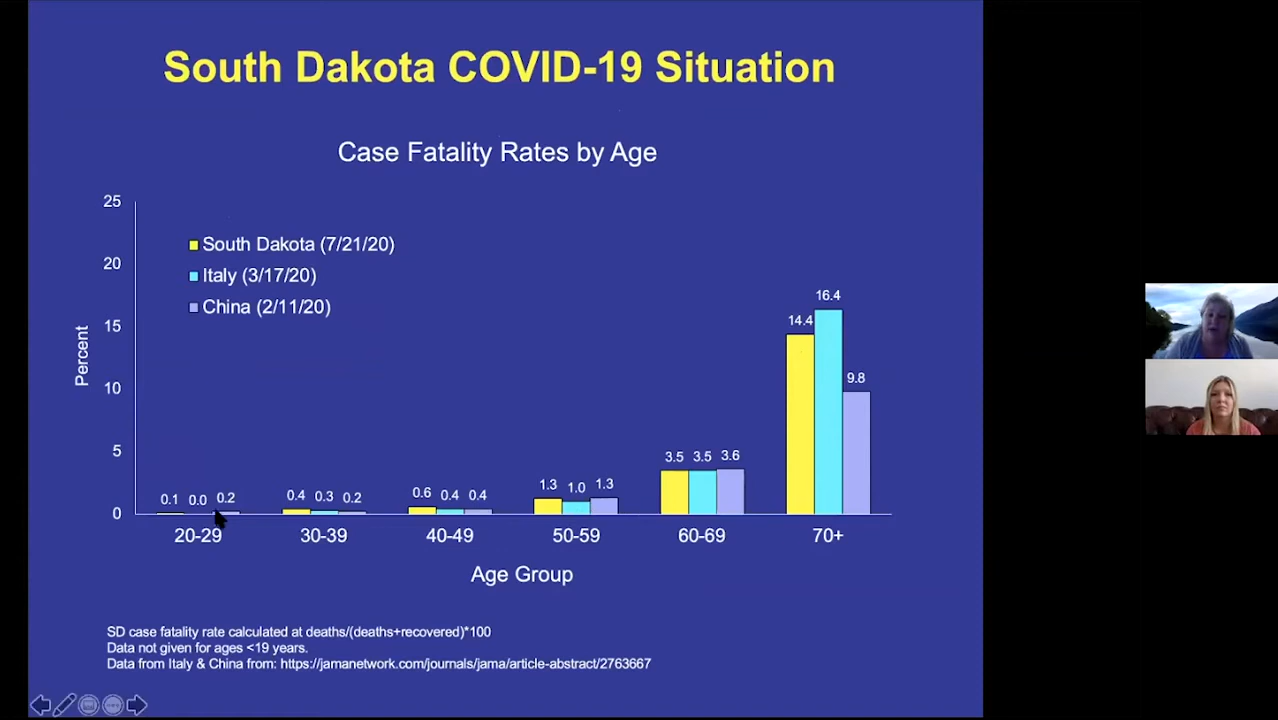 South Dakota COVID-19 Situation
Case Fatality Rates by Age
25
20
15
10
5
0
Percent
South Dakota (7/21/20)
Italy (3/17/20)
China (2/11/20)
0.1 0.0 0.2
0.4 0.3 0.2
0.6 0.4 0.4
1.3 1.0 1.3
3.5 3.5 3.6
14.4 16.4 9.8
20-29 30-39 40-49 50-59 60-69 70+
Age Group
SD case fatality rate calculated at deaths/(deaths+recovered)*100
Data not given for ages <19 years.
Data from Italy & China from: https://jamanetwork.com/journals/jama/article-abstract/2763667